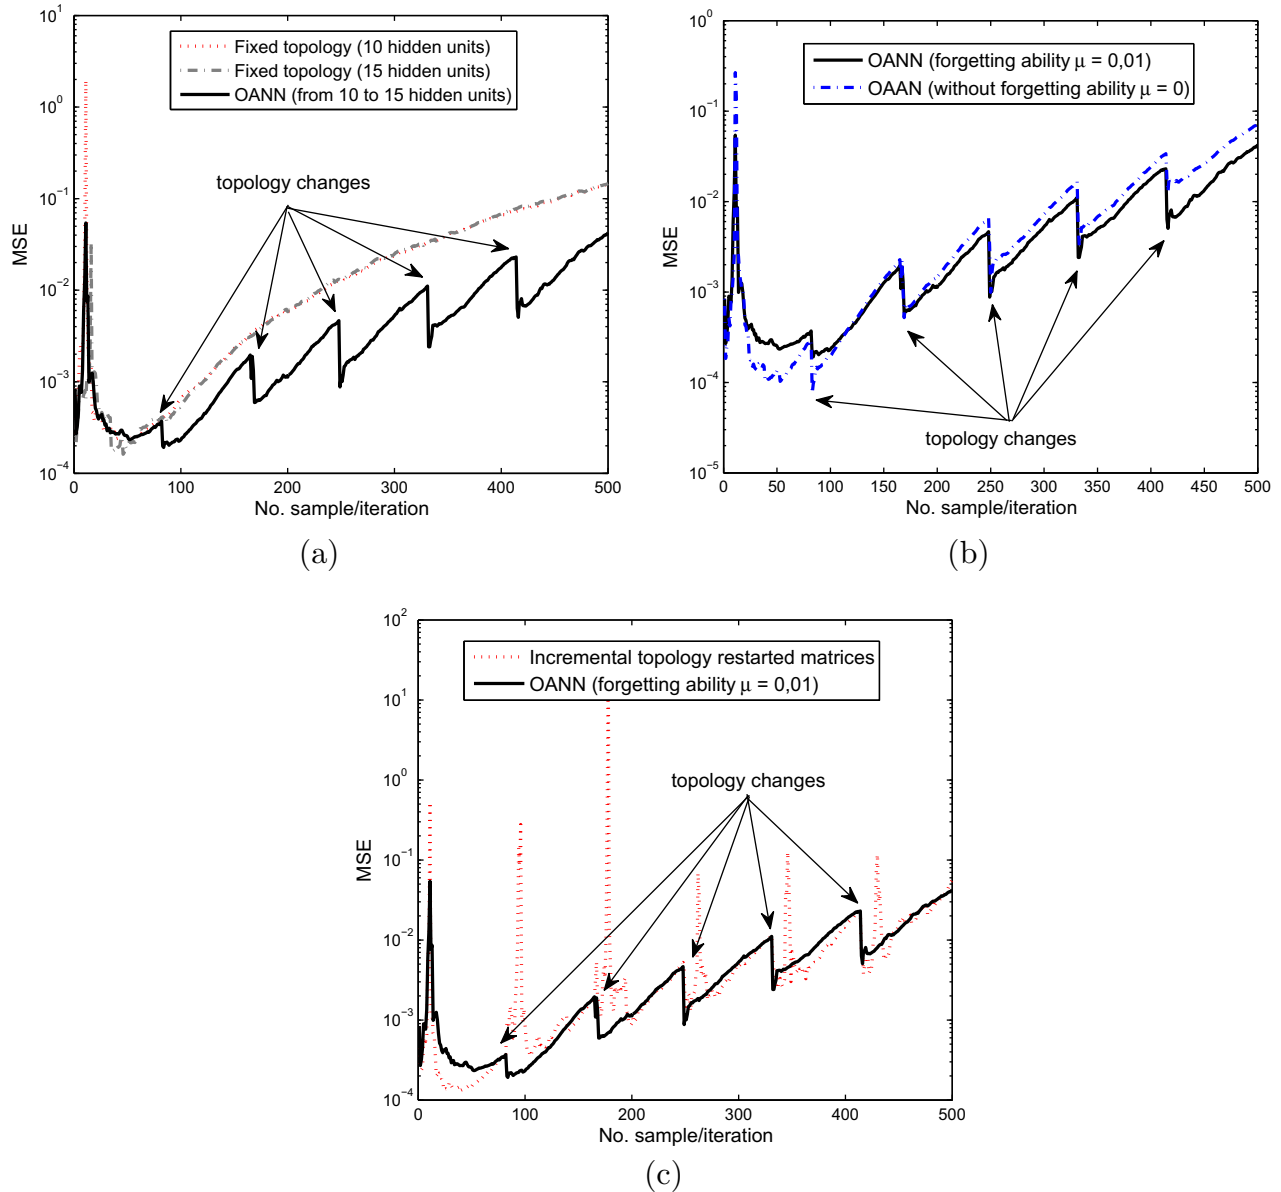 Fixed topology (10 hidden units)
Fixed topology (15 hidden units)
OANN (from 10 to 15 hidden units)
topology changes
MSE
10^1
10^0
10^-1
10^-2
10^-3
10^-4
0 100 200 300 400 500
No. sample/iteration
(a)
OANN (forgetting ability μ = 0,01)
OAAN (without forgetting ability μ = 0)
topology changes
MSE
10^0
10^-1
10^-2
10^-3
10^-4
10^-5
0 50 100 150 200 250 300 350 400 450 500
No. sample/iteration
(b)
Incremental topology restarted matrices
OANN (forgetting ability μ = 0,01)
topology changes
MSE
10^2
10^1
10^0
10^-1
10^-2
10^-3
10^-4
0 100 200 300 400 500
No. sample/iteration
(c)